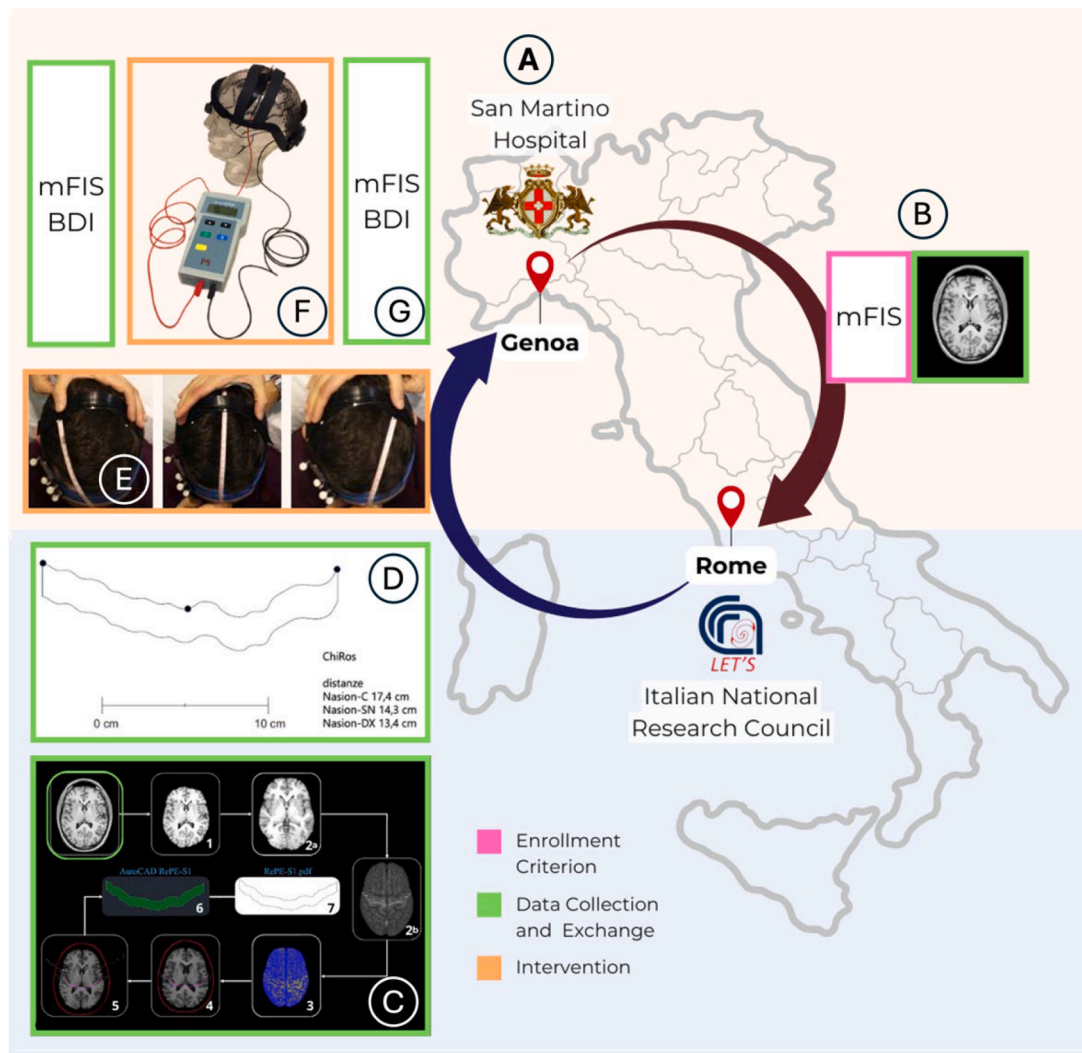 A
San Martino
Hospital
mFIS
BDI
F
mFIS
BDI
G
B
mFIS
Genoa
E
Rome
LET'S
Italian National
Research Council
D
ChiRos
distanze
Nasion-C 17,4 cm
Nasion-SN 14,3 cm
Nasion-DX 13,4 cm
0 cm
10 cm
1
2a
2b
AutoCAD RePE-S1
6
RePE-S1.pdf
7
5
4
3
C
Enrollment
Criterion
Data Collection
and Exchange
Intervention